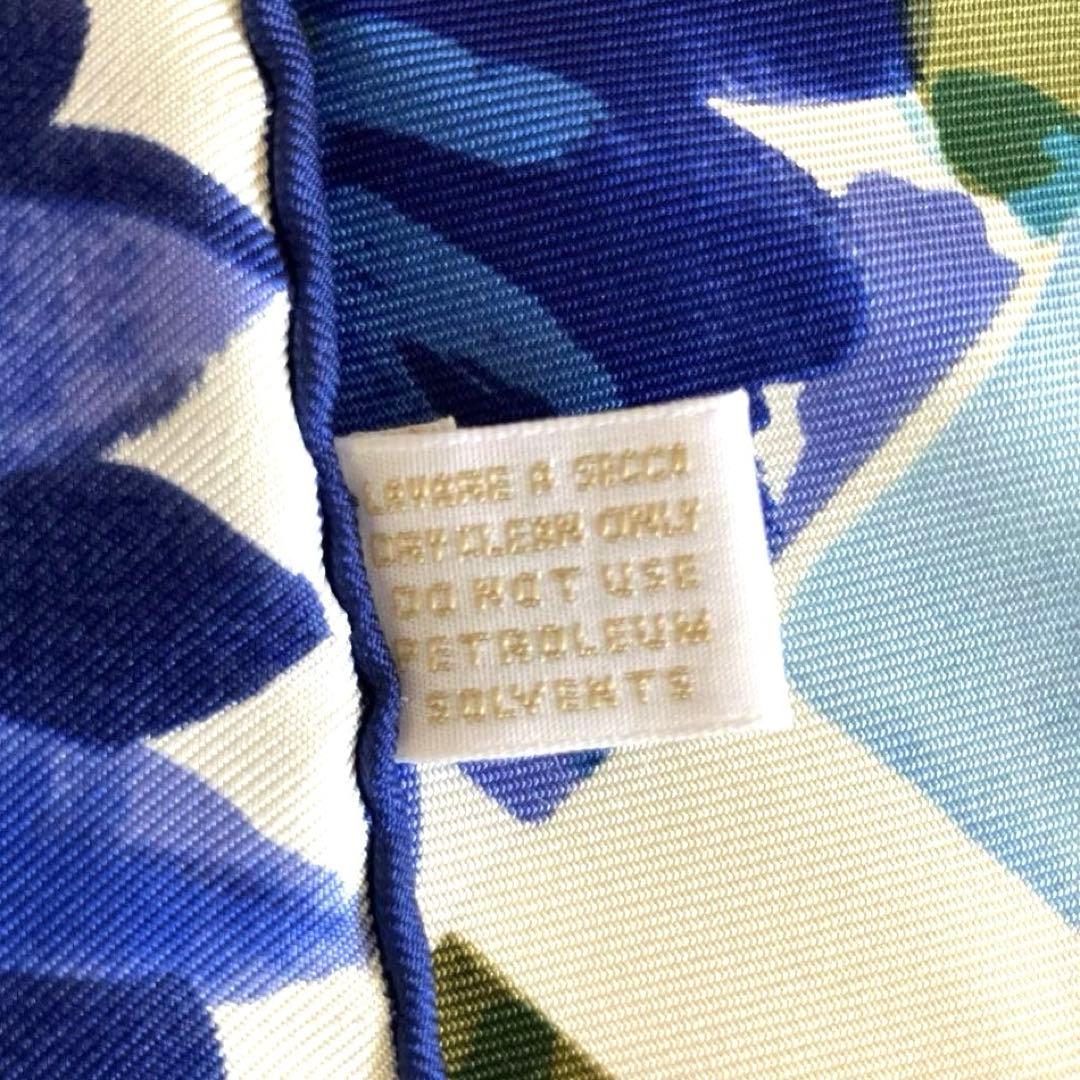 LAVARE A SECCO
DRY CLEAN ONLY
DO NOT USE
PETROLEUM
SOLVENTS